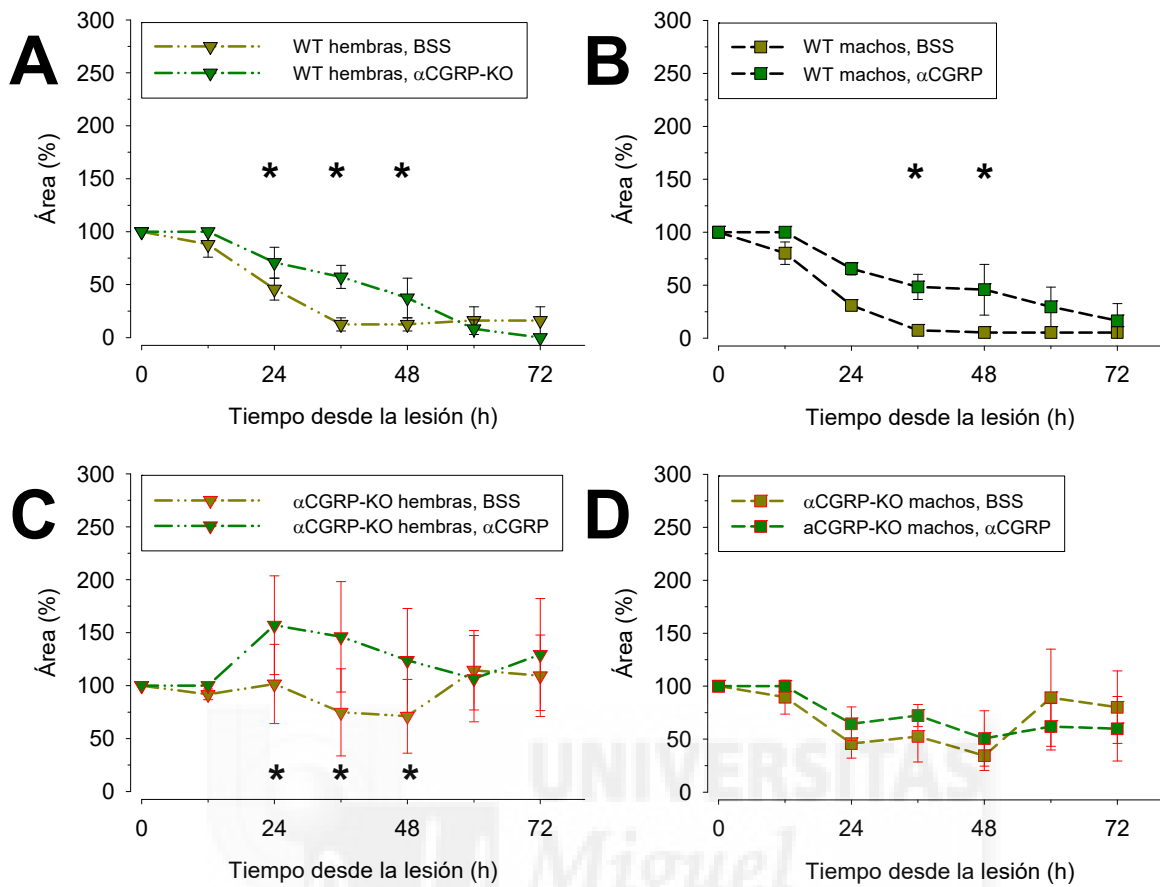 A
300
250
200
150
100
50
0
Área (%)
WT hembras, BSS
WT hembras, αCGRP-KO
* * *
0 24 48 72
Tiempo desde la lesión (h)
B
300
250
200
150
100
50
0
Área (%)
WT machos, BSS
WT machos, αCGRP
* *
0 24 48 72
Tiempo desde la lesión (h)
C
300
250
200
150
100
50
0
Área (%)
αCGRP-KO hembras, BSS
αCGRP-KO hembras, αCGRP
* * *
0 24 48 72
Tiempo desde la lesión (h)
D
300
250
200
150
100
50
0
Área (%)
αCGRP-KO machos, BSS
aCGRP-KO machos, αCGRP
0 24 48 72
Tiempo desde la lesión (h)
UNIVERSITAS
Miguel